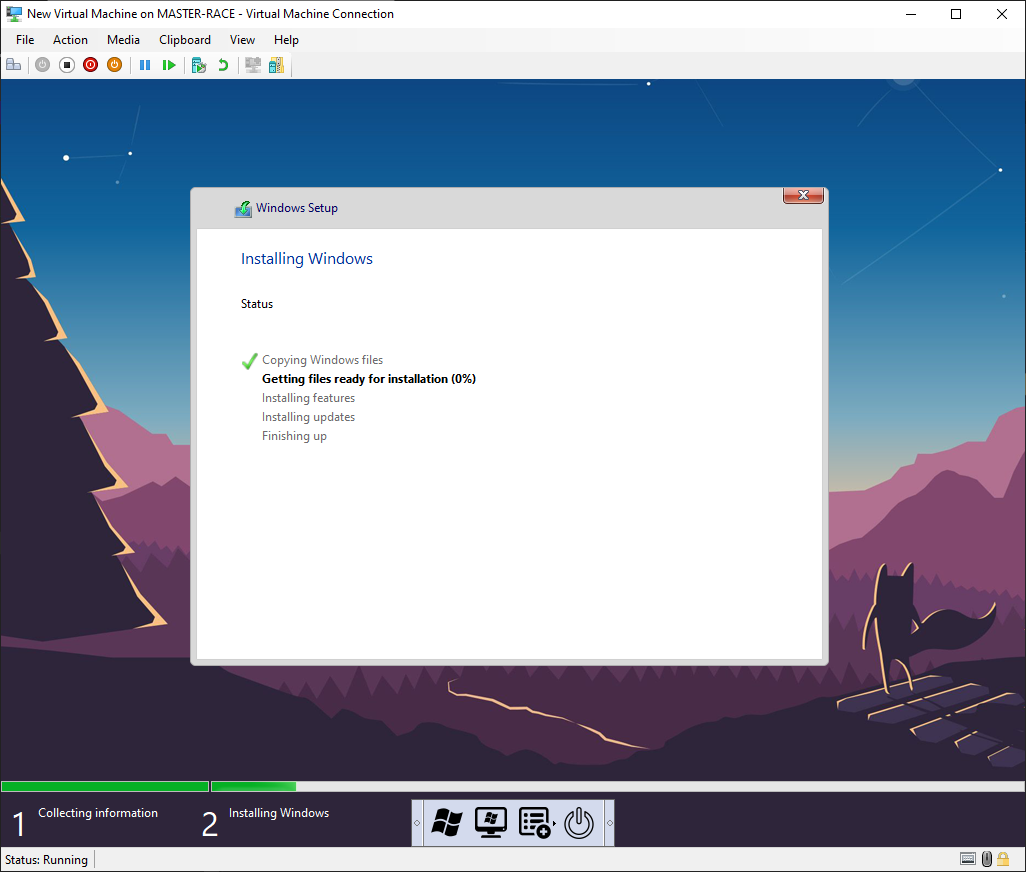 New Virtual Machine on MASTER-RACE - Virtual Machine Connection
File Action Media Clipboard View Help
Windows Setup
Installing Windows
Status
Copying Windows files
Getting files ready for installation (0%)
Installing features
Installing updates
Finishing up
1 Collecting information 2 Installing Windows
Status: Running